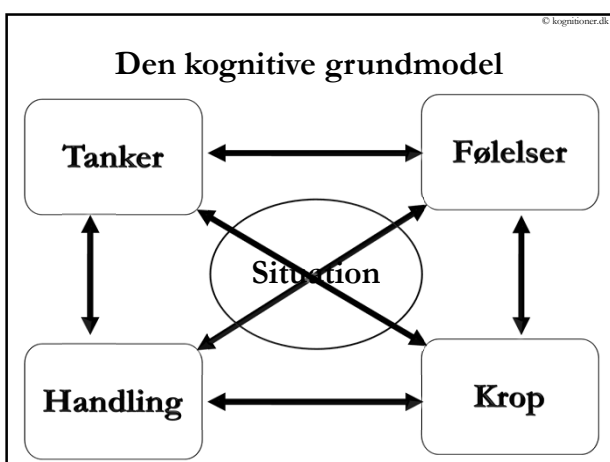 © kognitioner.dk
Den kognitive grundmodel
Tanker
Følelser
Situation
Handling
Krop